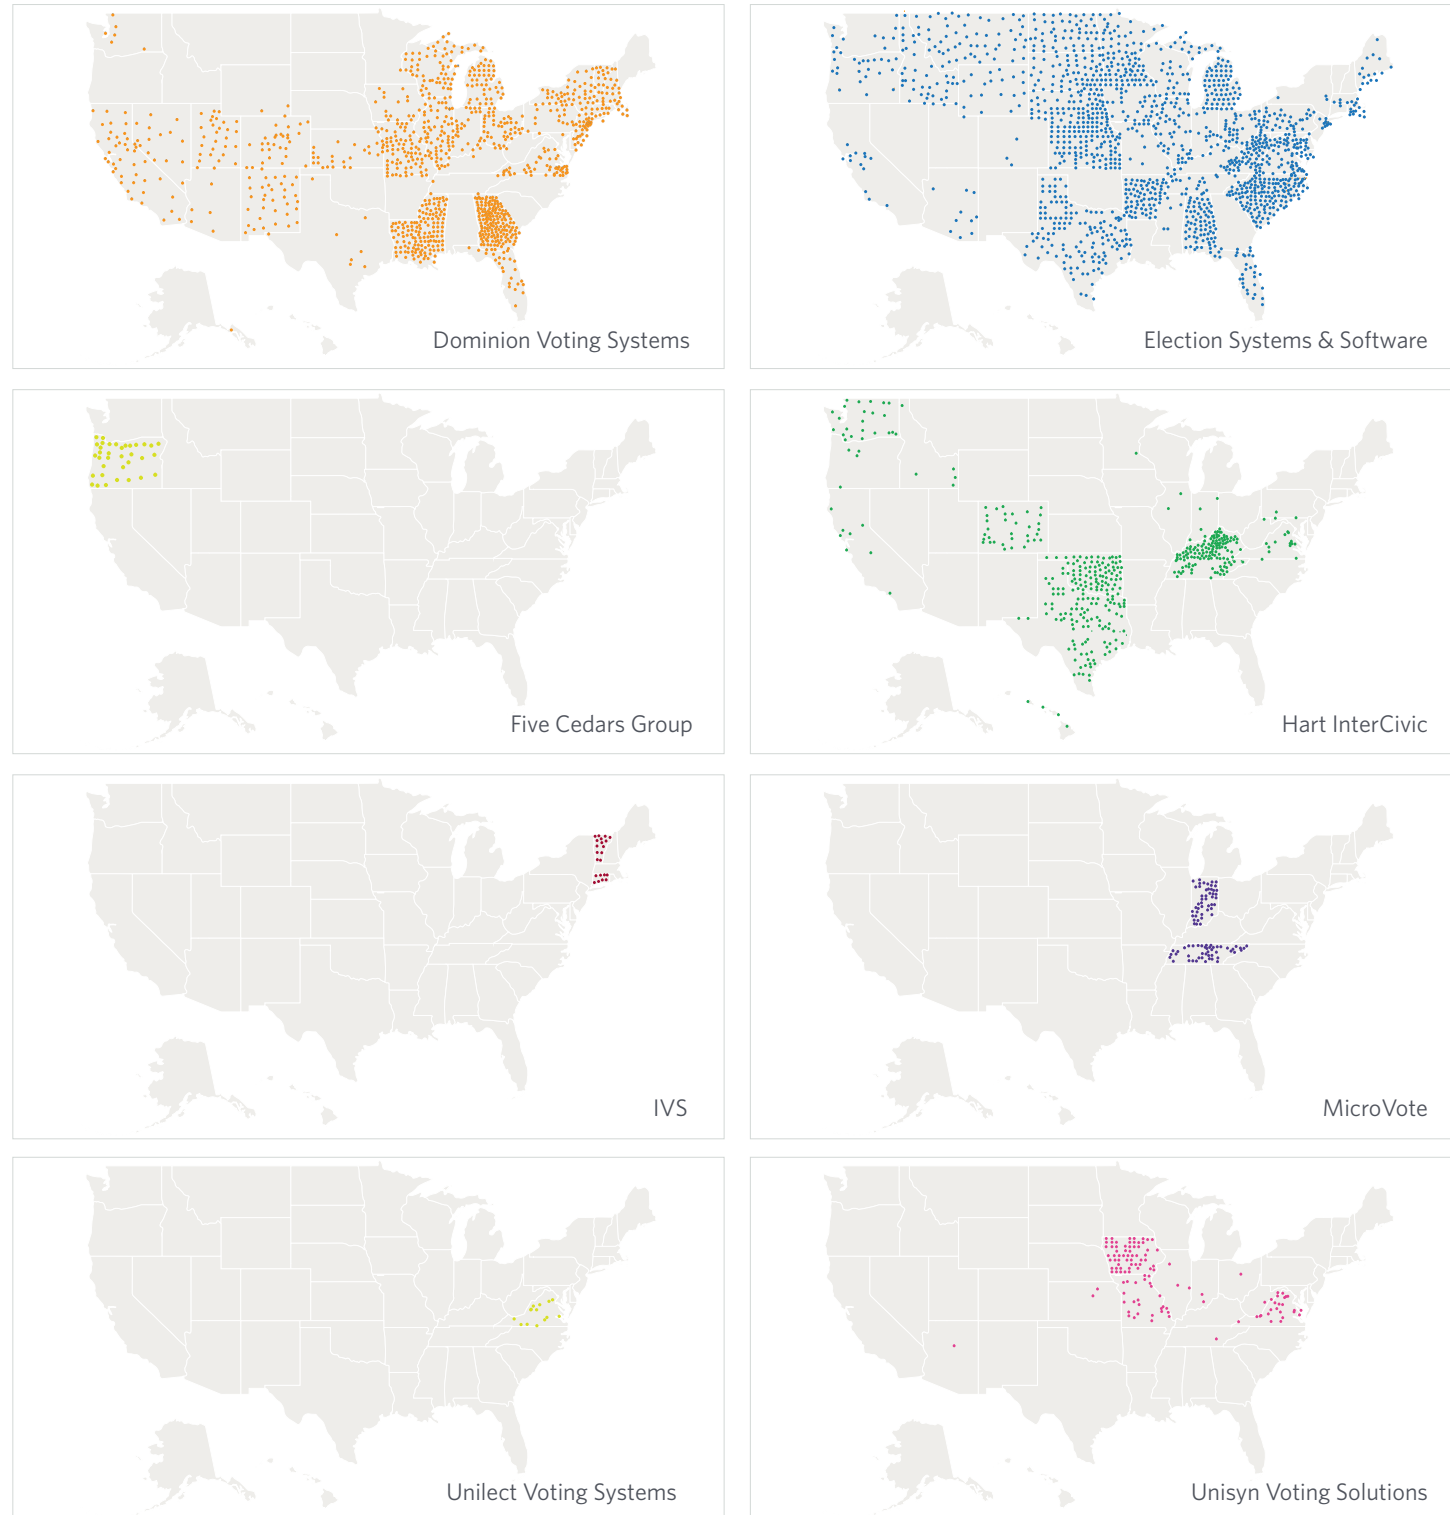 Dominion Voting Systems
Election Systems & Software
Five Cedars Group
Hart InterCivic
IVS
MicroVote
Unilect Voting Systems
Unisyn Voting Solutions